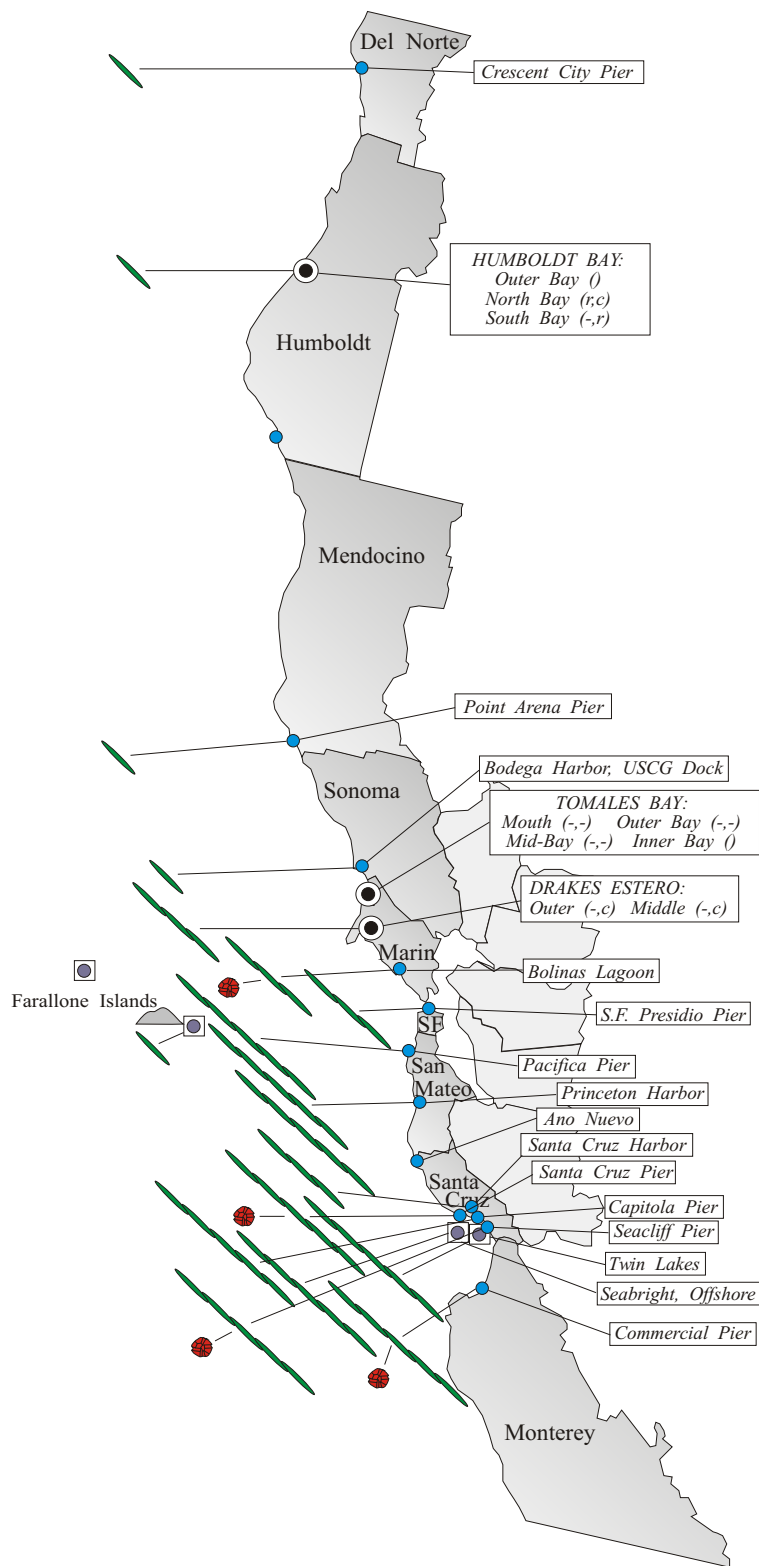 Del Norte
Crescent City Pier
HUMBOLDT BAY:
Outer Bay ()
North Bay (r,c)
South Bay (-,r)
Humboldt
Mendocino
Point Arena Pier
Bodega Harbor, USCG Dock
Sonoma
TOMALES BAY:
Mouth (-,-) Outer Bay (-,-)
Mid-Bay (-,-) Inner Bay ()
DRAKES ESTERO:
Outer (-,c) Middle (-,c)
Marin
Bolinas Lagoon
Farallone Islands
S.F. Presidio Pier
SF
Pacifica Pier
San
Mateo
Princeton Harbor
Ano Nuevo
Santa Cruz Harbor
Santa Cruz Pier
Santa
Cruz
Capitola Pier
Seacliff Pier
Twin Lakes
Seabright, Offshore
Commercial Pier
Monterey